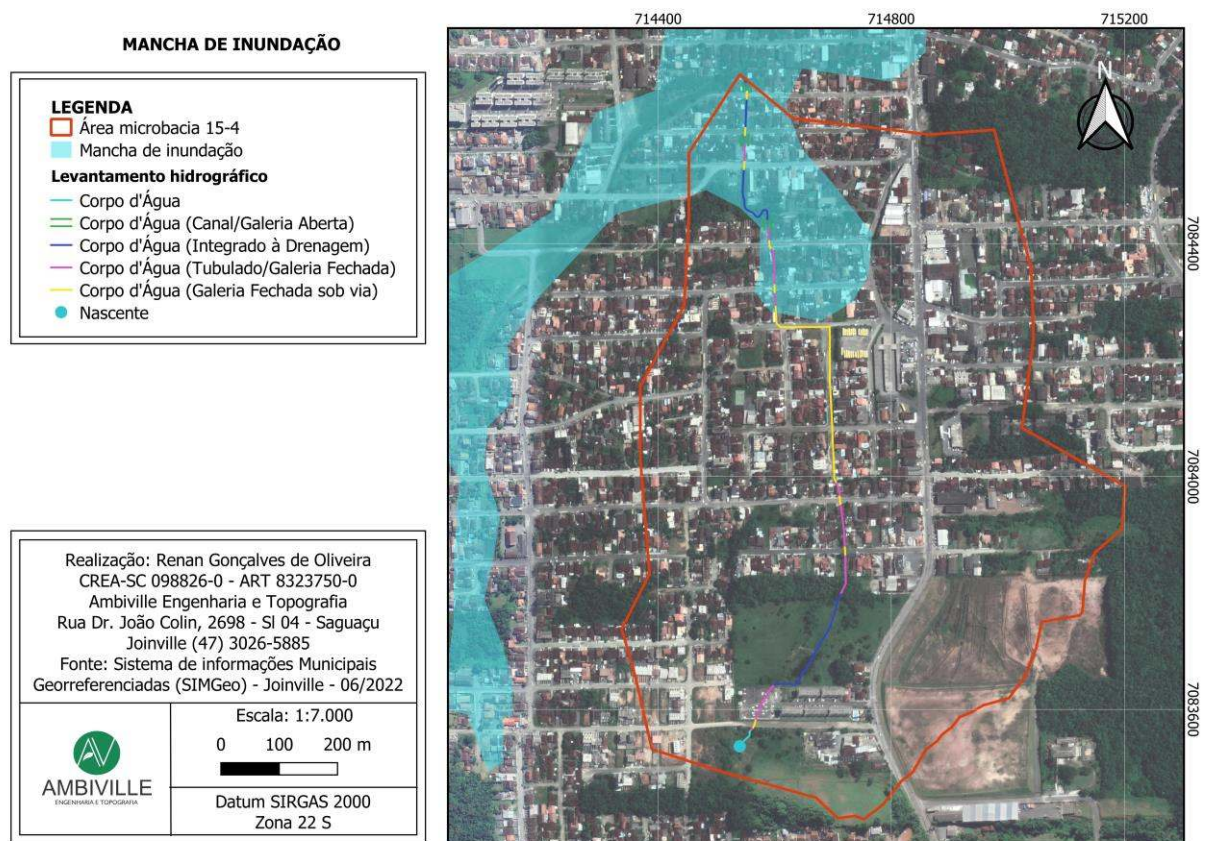 MANCHA DE INUNDAÇÃO
LEGENDA
Área microbacia 15-4
Mancha de inundação
Levantamento hidrográfico
Corpo d'Água
Corpo d'Água (Canal/Galeria Aberta)
Corpo d'Água (Integrado à Drenagem)
Corpo d'Água (Tubulado/Galeria Fechada)
Corpo d'Água (Galeria Fechada sob via)
Nascente
Realização: Renan Gonçalves de Oliveira
CREA-SC 098826-0 - ART 8323750-0
Ambiville Engenharia e Topografia
Rua Dr. João Colin, 2698 - Sl 04 - Saguaçu
Joinville (47) 3026-5885
Fonte: Sistema de informações Municipais
Georreferenciadas (SIMGeo) - Joinville - 06/2022
AMBIVILLE
ENGENHARIA E TOPOGRAFIA
Escala: 1:7.000
0 100 200 m
Datum SIRGAS 2000
Zona 22 S
714400 714800 715200
N
7084400
7084000
7083600